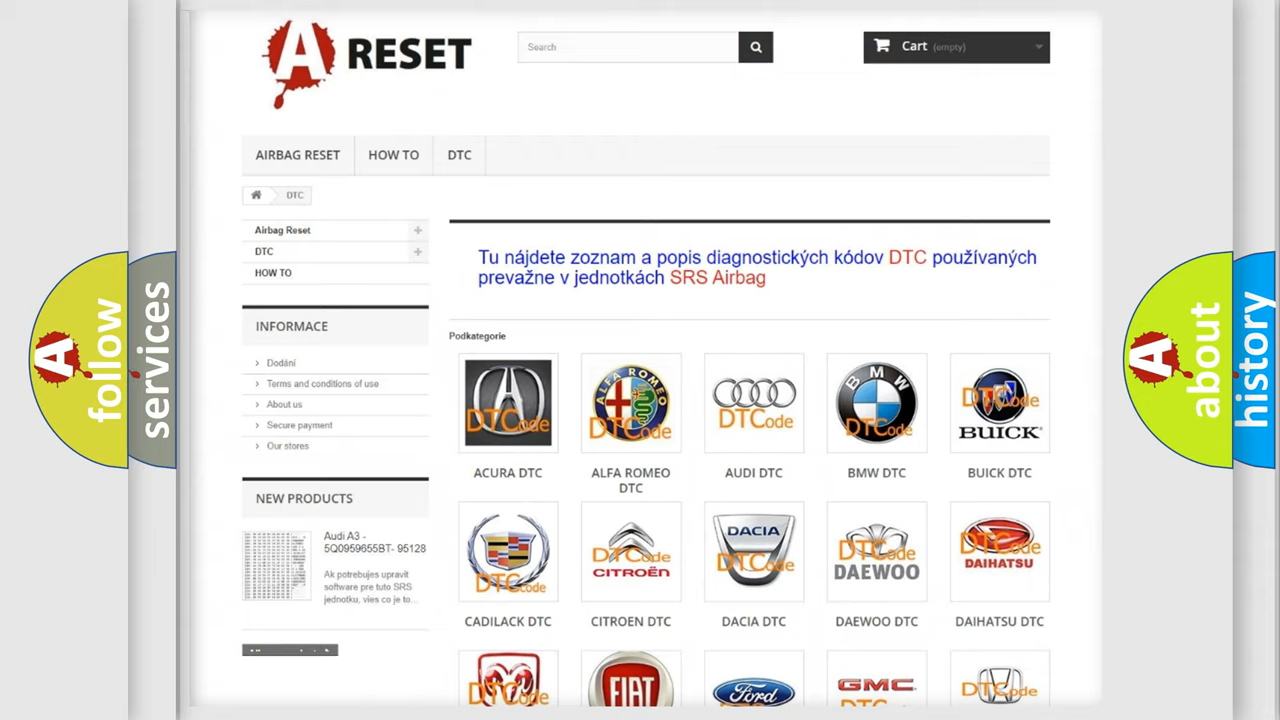 A RESET
Search
Cart (empty)
AIRBAG RESET
HOW TO
DTC
DTC
Airbag Reset
DTC
HOW TO
Tu nájdete zoznam a popis diagnostických kódov DTC používaných
prevažne v jednotkách SRS Airbag
INFORMACE
Dodání
Terms and conditions of use
About us
Secure payment
Our stores
NEW PRODUCTS
Audi A3 -
5Q0959655BT- 95128
Ak potrebujes upravit
software pre tuto SRS
jednotku, vies co je to...
Podkategorie
DTCode
ALFA ROMEO
DTCode
DTCode
BMW
DTCode
DTCode
BUICK
ACURA DTC
ALFA ROMEO
DTC
AUDI DTC
BMW DTC
BUICK DTC
DTCode
DTCode
CITROËN
DACIA
DTCode
DTCode
DAEWOO
DTCode
DAIHATSU
CADILACK DTC
CITROEN DTC
DACIA DTC
DAEWOO DTC
DAIHATSU DTC
DTCode
FIAT
Ford
GMC
DTCode
A follow
services
A about
history